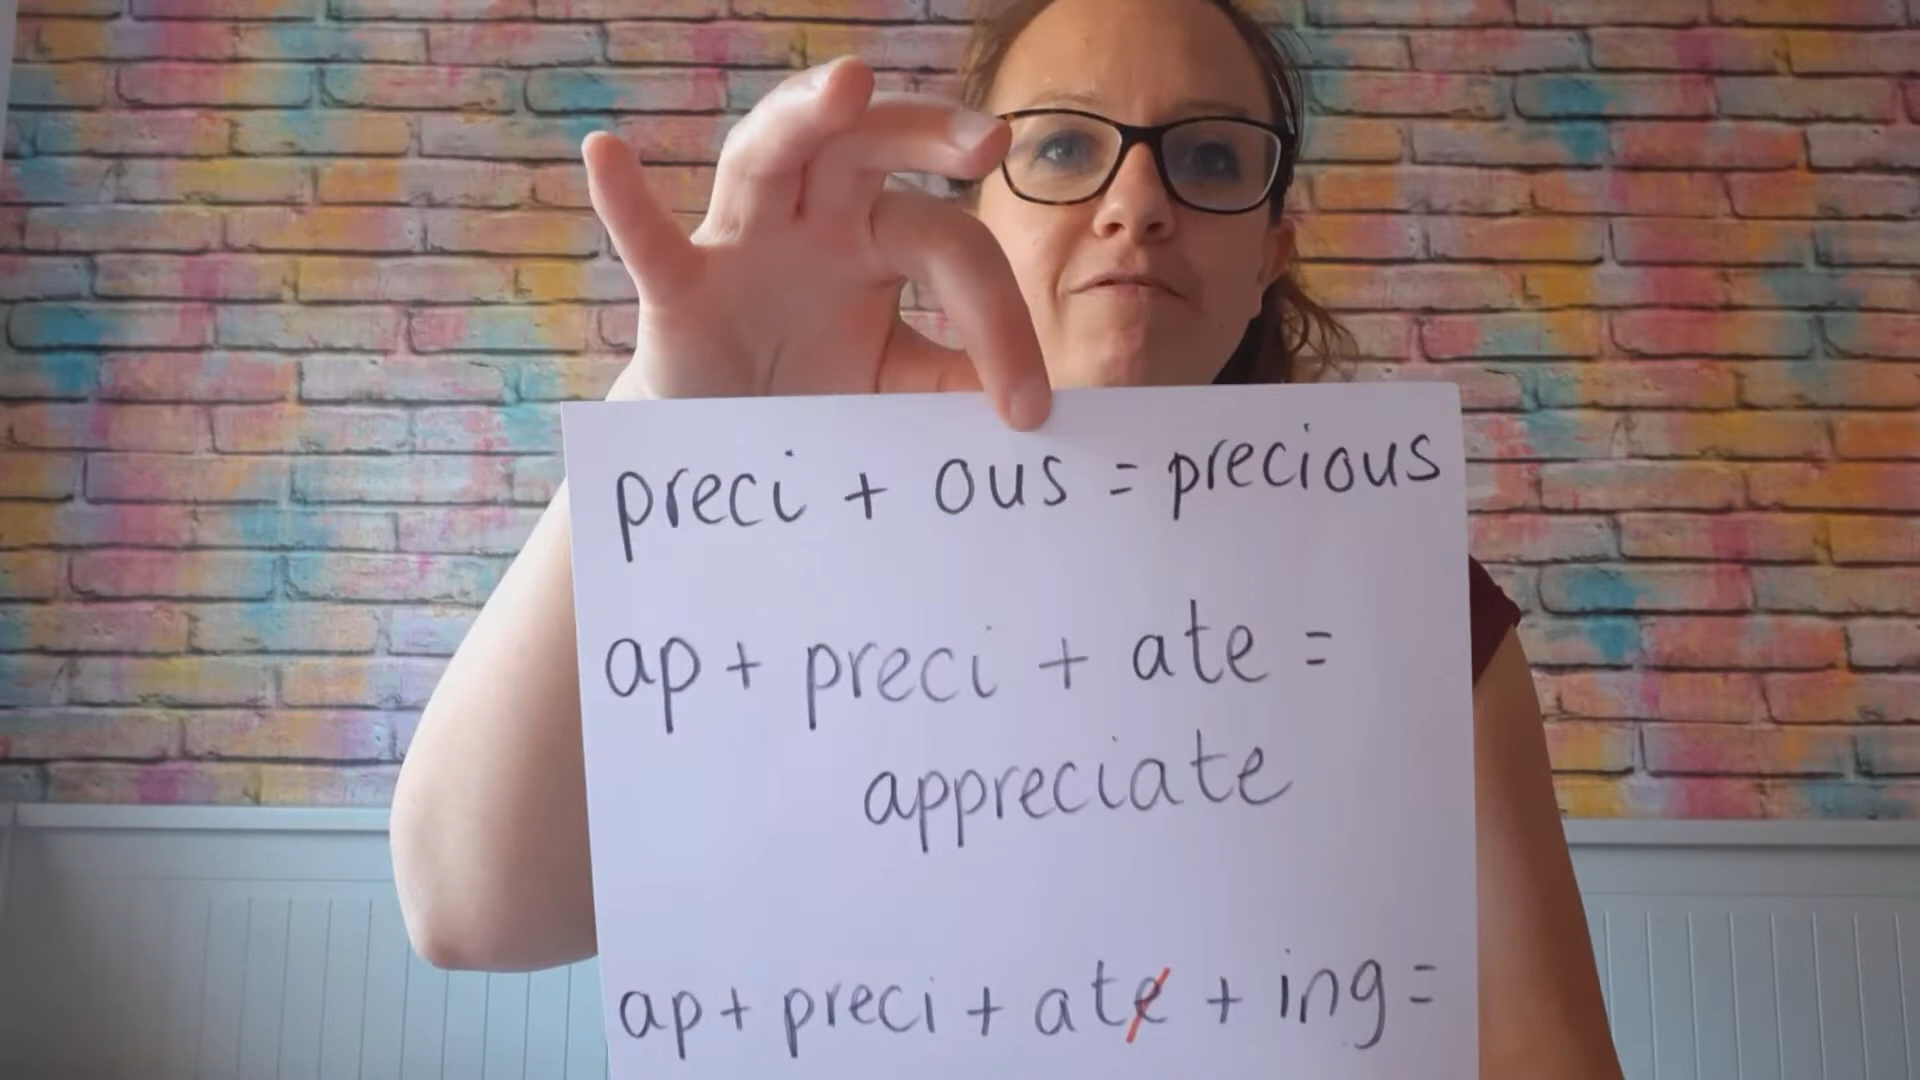 preci + ous = precious
ap + preci + ate =
appreciate
ap + preci + ate + ing =